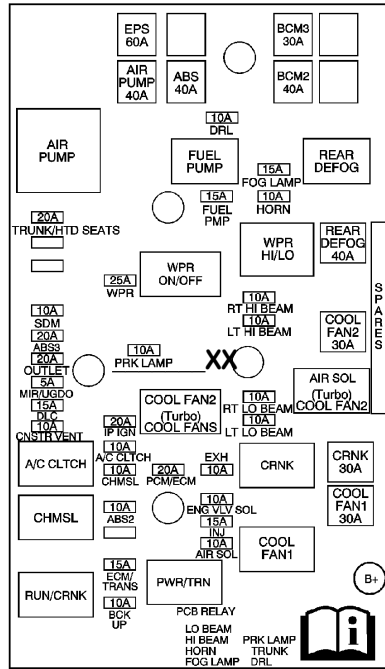 EPS
60A
BCM3
30A
AIR
PUMP
40A
ABS
40A
BCM2
40A
10A
DRL
AIR
PUMP
FUEL
PUMP
REAR
DEFOG
15A
FOG LAMP
15A
FUEL
PMP
10A
HORN
20A
TRUNK/HTD SEATS
WPR
HI/LO
REAR
DEFOG
40A
WPR
ON/OFF
25A
WPR
SPARES
10A
RT HI BEAM
10A
LT HI BEAM
10A
SDM
20A
ABS3
20A
OUTLET
5A
MIR/UGDO
15A
DLC
10A
CNSTR VENT
COOL
FAN2
30A
10A
PRK LAMP
XX
AIR SOL
(Turbo)
COOL FAN2
COOL FAN2
(Turbo)
COOL FANS
10A
RT LO BEAM
10A
LT LO BEAM
20A
IP IGN
10A
A/C CLTCH
10A
CHMSL
A/C CLTCH
20A
PCM/ECM
EXH
10A
CRNK
CRNK
30A
CHMSL
10A
ABS2
10A
ENG VLV SOL
15A
INJ
10A
AIR SOL
COOL
FAN1
30A
COOL
FAN1
RUN/CRNK
15A
ECM/
TRANS
10A
BCK
UP
PWR/TRN
B+
PCB RELAY
LO BEAM
HI BEAM PRK LAMP
HORN TRUNK
FOG LAMP DRL
i